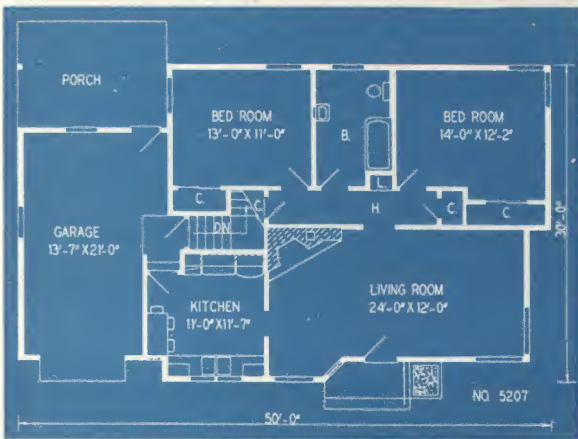 PORCH
BED ROOM
13'-0" X 11'-0"
B.
BED ROOM
14'-0" X 12'-2"
L.
C.
C.
H.
C.
C.
DN.
GARAGE
13'-7" X 21'-0"
KITCHEN
11'-0" X 11'-7"
LIVING ROOM
24'-0" X 12'-0"
30'-0"
NO. 5207
50'-0"